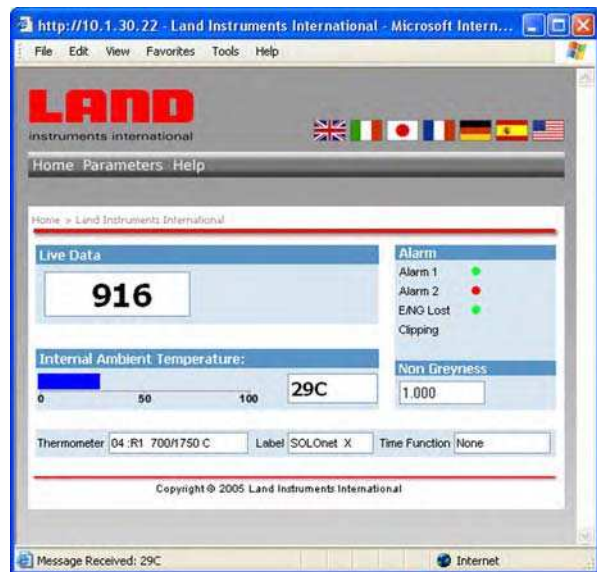 http://10.1.30.22 - Land Instruments International - Microsoft Intern...
File Edit View Favorites Tools Help
LAND
instruments international
Home Parameters Help
Home > Land Instruments International
Live Data
916
Alarm
Alarm 1
Alarm 2
E/NG Lost
Clipping
Internal Ambient Temperature:
0 50 100
29C
Non Greyness
1.000
Thermometer 04 :R1 700/1750 C Label SOLOnet X Time Function None
Copyright © 2005 Land Instruments International
Message Received: 29C Internet